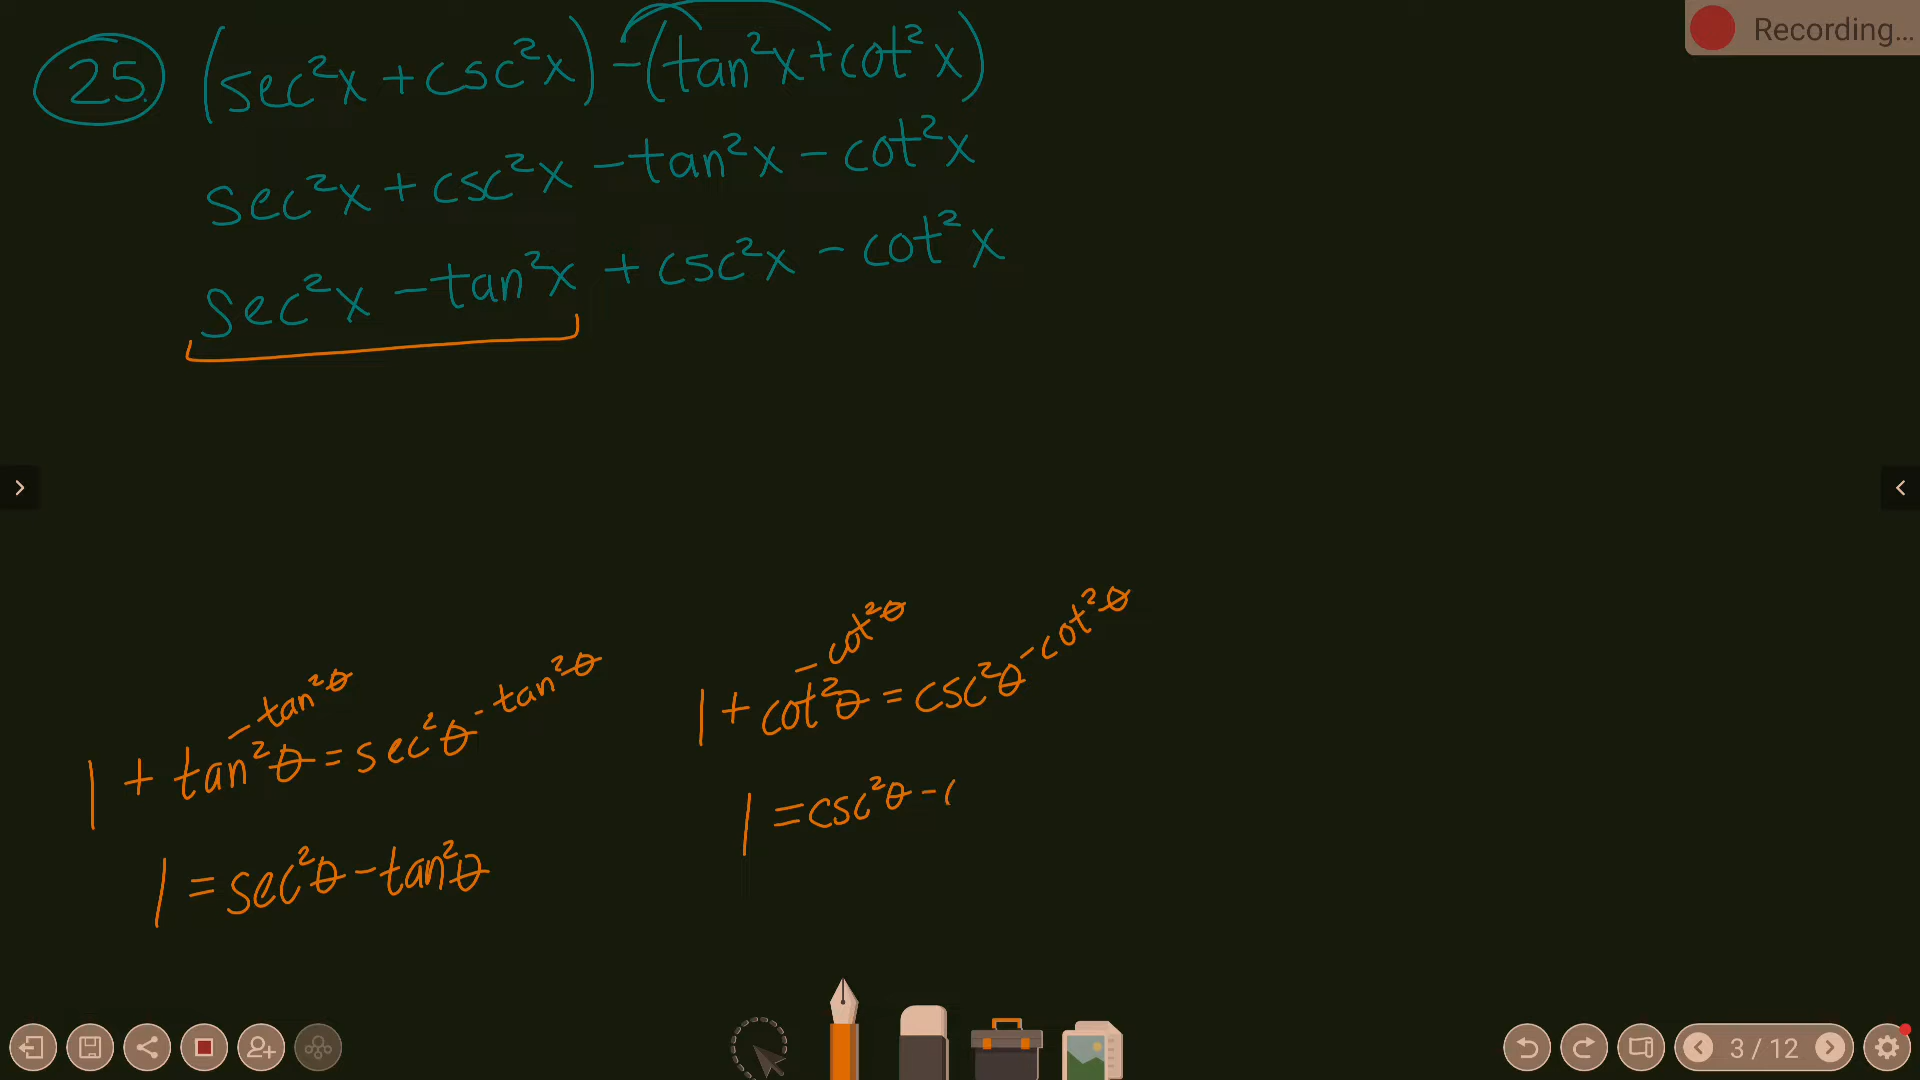 Recording...
25. (sec²x + csc²x) - (tan²x + cot²x)
sec²x + csc²x - tan²x - cot²x
sec²x - tan²x + csc²x - cot²x
-tan²θ -tan²θ
1 + tan²θ = sec²θ
1 = sec²θ - tan²θ
-cot²θ -cot²θ
1 + cot²θ = csc²θ
1 = csc²θ - c
3 / 12